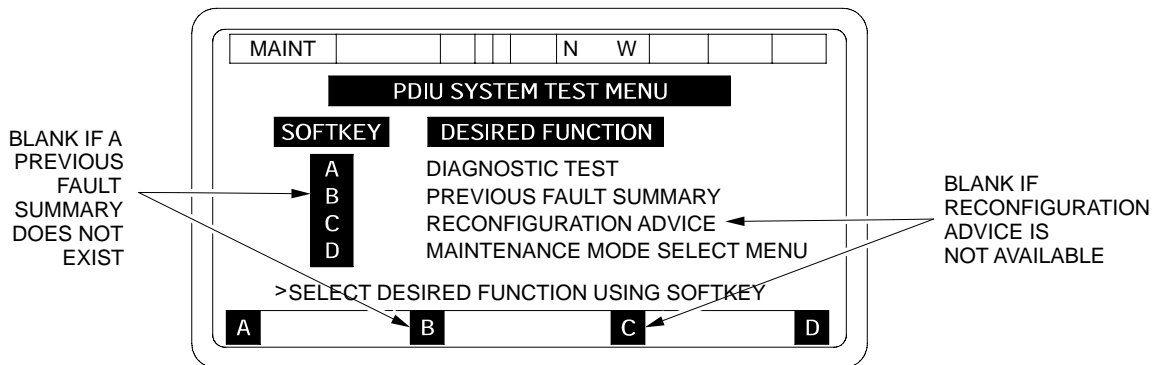 MAINT N W
PDIU SYSTEM TEST MENU
SOFTKEY DESIRED FUNCTION
A DIAGNOSTIC TEST
B PREVIOUS FAULT SUMMARY
C RECONFIGURATION ADVICE
D MAINTENANCE MODE SELECT MENU
>SELECT DESIRED FUNCTION USING SOFTKEY
A B C D
BLANK IF A
PREVIOUS
FAULT
SUMMARY
DOES NOT
EXIST
BLANK IF
RECONFIGURATION
ADVICE IS
NOT AVAILABLE